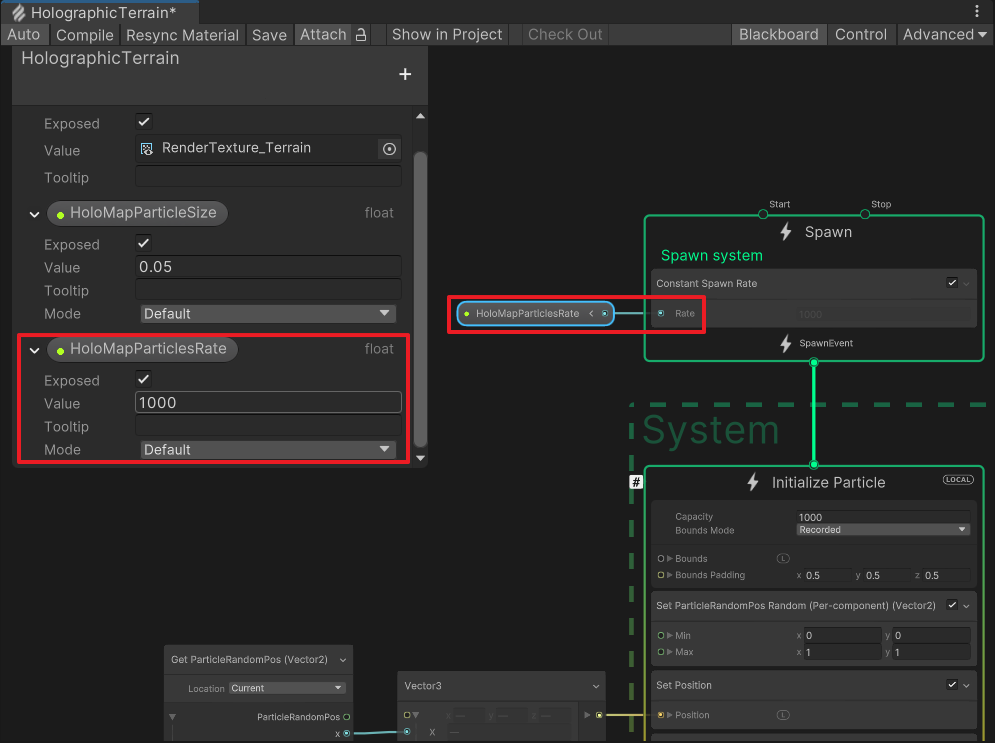 HolographicTerrain*
Auto Compile Resync Material Save Attach Show in Project Check Out Blackboard Control Advanced
HolographicTerrain
+
Exposed
Value RenderTexture_Terrain
Tooltip
HoloMapParticleSize float
Exposed
Value 0.05
Tooltip
Mode Default
HoloMapParticlesRate float
Exposed
Value 1000
Tooltip
Mode Default
Start Stop
Spawn
Spawn system
Constant Spawn Rate
HoloMapParticlesRate < Rate 1000
SpawnEvent
System
# Initialize Particle LOCAL
Capacity 1000
Bounds Mode Recorded
Bounds L
Bounds Padding x 0.5 y 0.5 z 0.5
Set ParticleRandomPos Random (Per-component) (Vector2)
Min x 0 y 0
Max x 1 y 1
Set Position
Position L
Get ParticleRandomPos (Vector2)
Location Current
ParticleRandomPos
x
Vector3
x — y — z —
X —